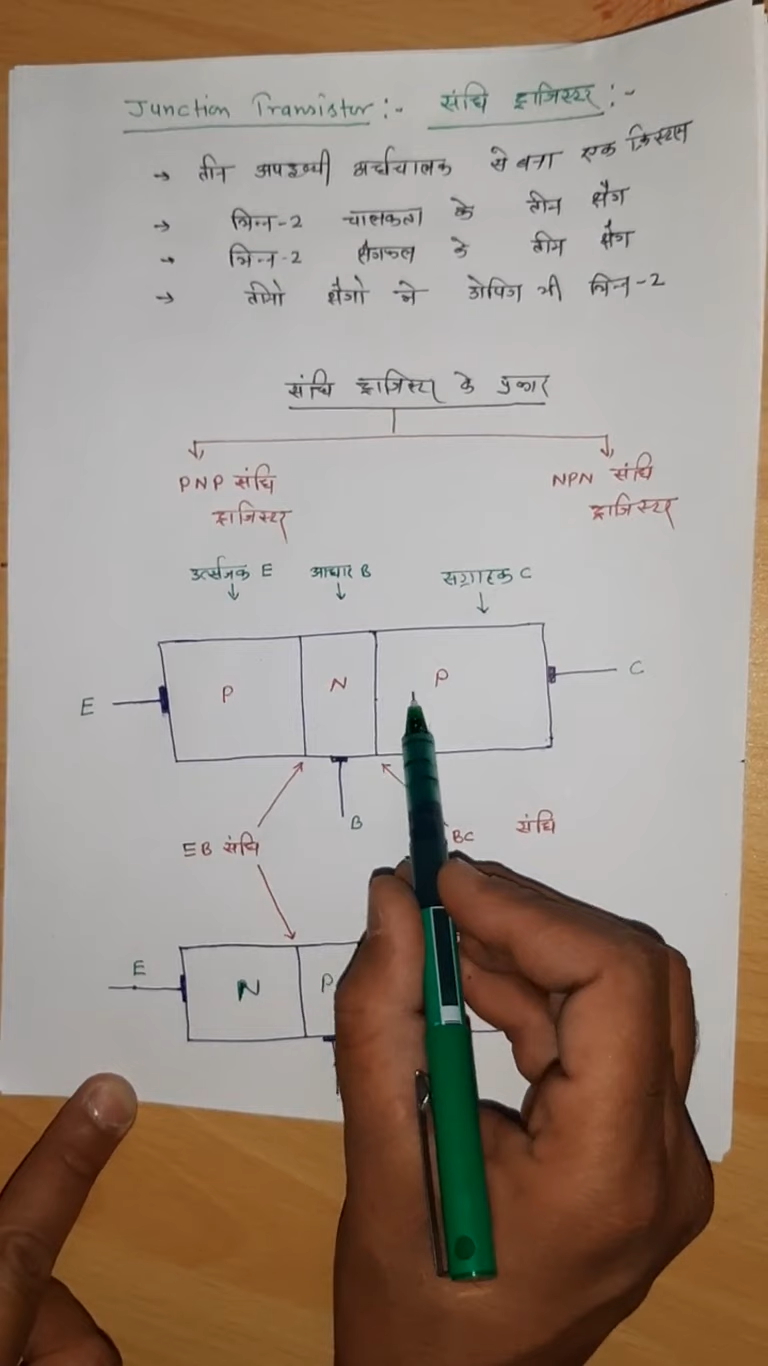 Junction Transistor :- संधि ट्रांजिस्टर :-
→ तीन अपद्रव्यी अर्धचालक से बना एक क्रिस्टल
→ भिन्न-2 चालकता के तीन क्षेत्र
→ भिन्न-2 क्षेत्रफल के तीन क्षेत्र
→ तीनो क्षेत्रो में डोपिंग भी भिन्न-2
संधि ट्रांजिस्टर के प्रकार
PNP संधि ट्रांजिस्टर
NPN संधि ट्रांजिस्टर
उत्सर्जक E आधार B संग्राहक C
E P N P C
B
EB संधि BC संधि
E N P